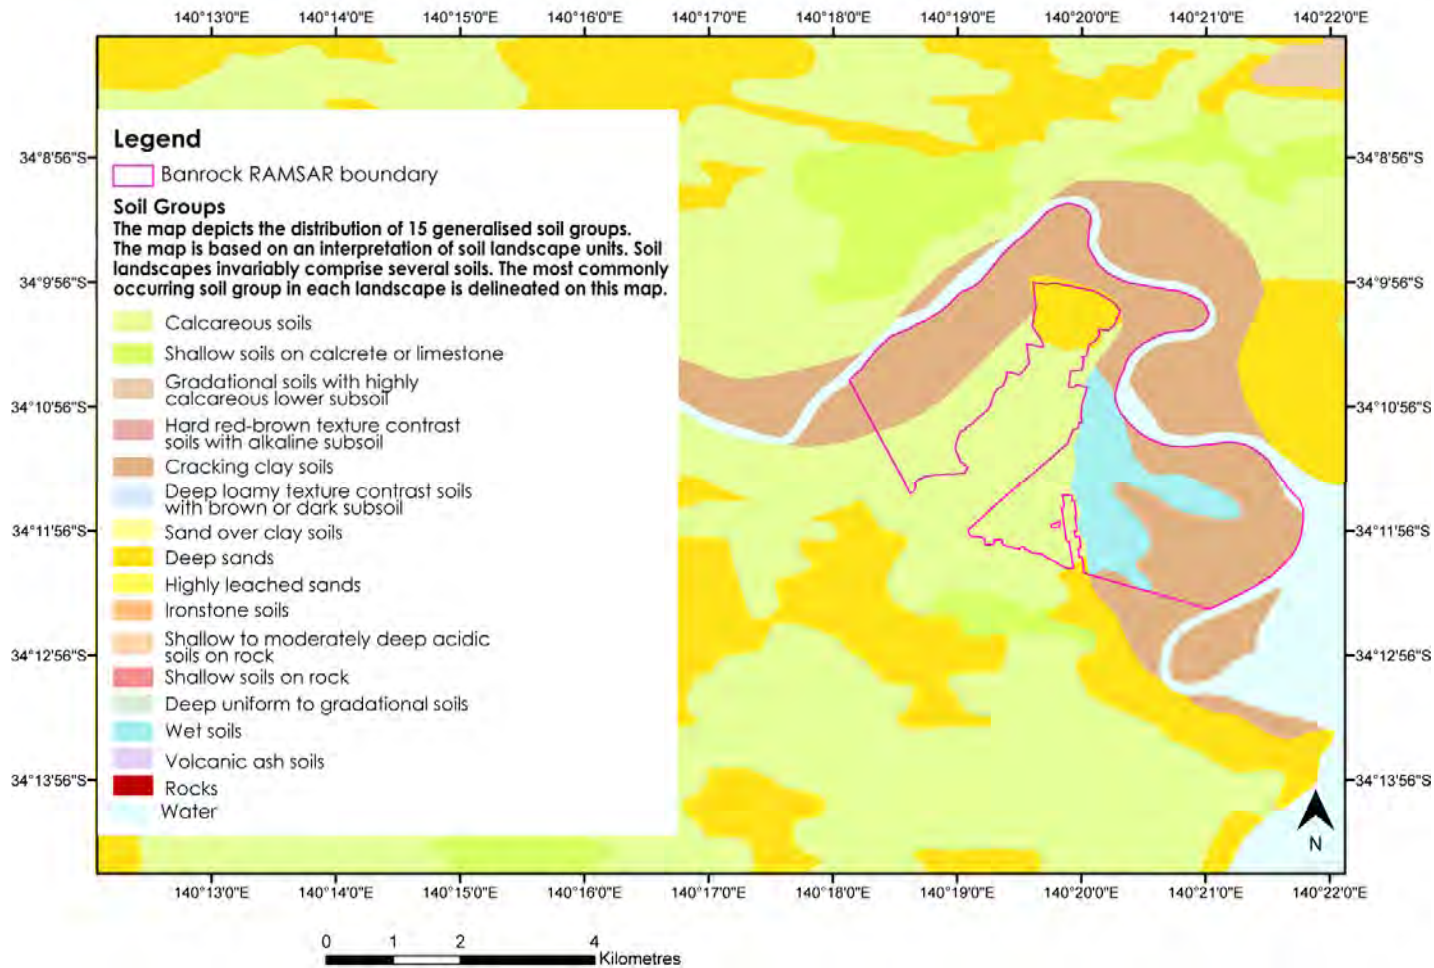 140°13'0"E 140°14'0"E 140°15'0"E 140°16'0"E 140°17'0"E 140°18'0"E 140°19'0"E 140°20'0"E 140°21'0"E 140°22'0"E
34°8'56"S
34°9'56"S
34°10'56"S
34°11'56"S
34°12'56"S
34°13'56"S
Legend
Banrock RAMSAR boundary
Soil Groups
The map depicts the distribution of 15 generalised soil groups.
The map is based on an interpretation of soil landscape units. Soil
landscapes invariably comprise several soils. The most commonly
occurring soil group in each landscape is delineated on this map.
Calcareous soils
Shallow soils on calcrete or limestone
Gradational soils with highly
calcareous lower subsoil
Hard red-brown texture contrast
soils with alkaline subsoil
Cracking clay soils
Deep loamy texture contrast soils
with brown or dark subsoil
Sand over clay soils
Deep sands
Highly leached sands
Ironstone soils
Shallow to moderately deep acidic
soils on rock
Shallow soils on rock
Deep uniform to gradational soils
Wet soils
Volcanic ash soils
Rocks
Water
34°8'56"S
34°9'56"S
34°10'56"S
34°11'56"S
34°12'56"S
34°13'56"S
N
140°13'0"E 140°14'0"E 140°15'0"E 140°16'0"E 140°17'0"E 140°18'0"E 140°19'0"E 140°20'0"E 140°21'0"E 140°22'0"E
0 1 2 4
Kilometres